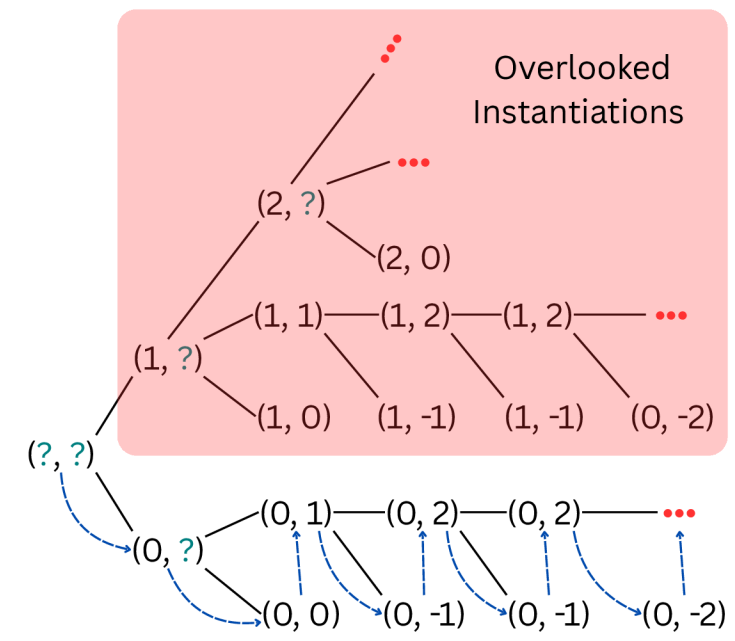 Overlooked
Instantiations
(2, ?)
(2, 0)
(1, 1) (1, 2) (1, 2)
(1, ?)
(1, 0) (1, -1) (1, -1) (0, -2)
(?, ?)
(0, 1) (0, 2) (0, 2)
(0, ?)
(0, 0) (0, -1) (0, -1) (0, -2)